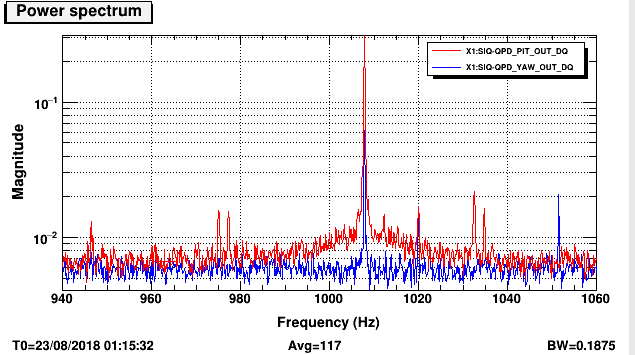 Power spectrum
X1:SIQ-QPD_PIT_OUT_DQ
X1:SIQ-QPD_YAW_OUT_DQ
Magnitude
10⁻¹
10⁻²
940 960 980 1000 1020 1040 1060
Frequency (Hz)
T0=23/08/2018 01:15:32 Avg=117 BW=0.1875